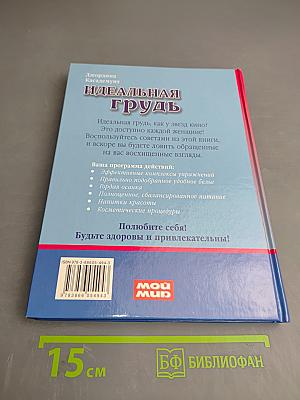 Джорданна
Касадемунт
ИДЕАЛЬНАЯ
ГРУДЬ
Идеальная грудь, как у звезд кино?
Это доступно каждой женщине!
Воспользуйтесь советами из этой книги,
и вскоре вы будете ловить обращенные
на вас восхищенные взгляды.
Ваша программа действий:
• Эффективные комплексы упражнений
• Правильно подобранное удобное белье
• Гордая осанка
• Полноценное, сбалансированное питание
• Напитки красоты
• Косметические процедуры
Полюбите себя!
Будьте здоровы и привлекательны!
мой
мир
15 см
БФ БИБЛИОФАН